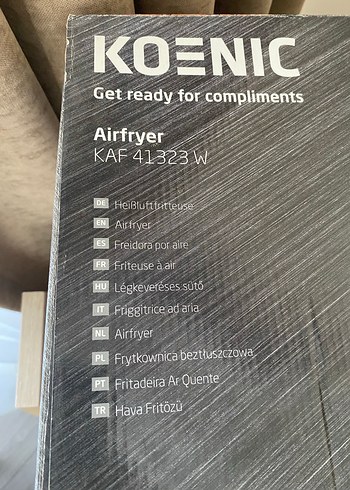 KOENIC
Get ready for compliments
Airfryer
KAF 41323 W
DE Heißluftfritteuse
EN Airfryer
ES Freidora por aire
FR Friteuse à air
HU Légkeveréses sütő
IT Friggitrice ad aria
NL Airfryer
PL Frytkownica beztłuszczowa
PT Fritadeira Ar Quente
TR Hava Fritözü